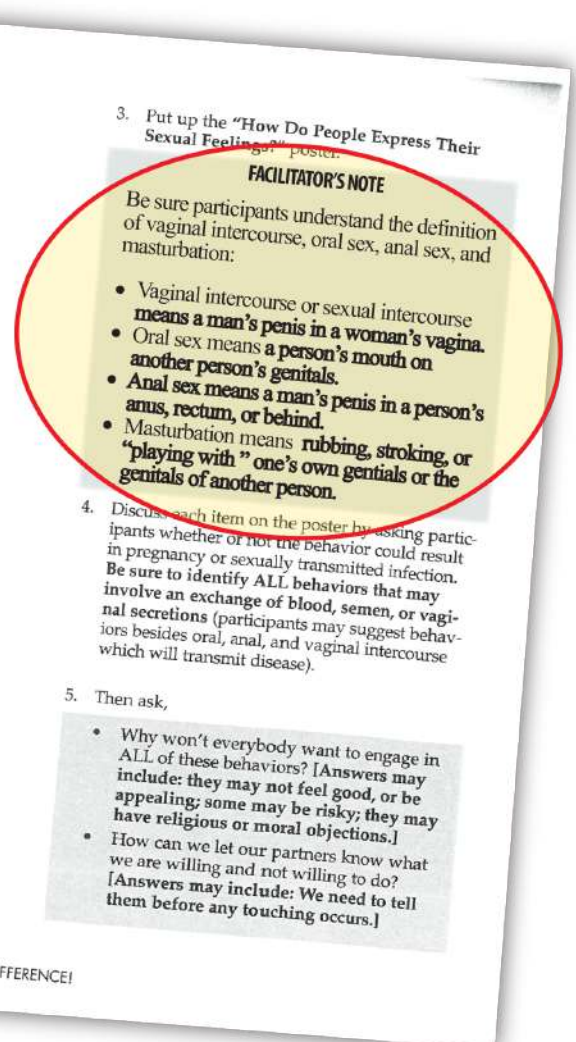 3. Put up the "How Do People Express Their
Sexual Feelings?" poster.
FACILITATOR'S NOTE
Be sure participants understand the definition
of vaginal intercourse, oral sex, anal sex, and
masturbation:
• Vaginal intercourse or sexual intercourse
means a man's penis in a woman's vagina.
• Oral sex means a person's mouth on
another person's genitals.
• Anal sex means a man's penis in a person's
anus, rectum, or behind.
• Masturbation means rubbing, stroking, or
"playing with" one's own gentials or the
genitals of another person.
4. Discuss each item on the poster by asking partic-
ipants whether or not the behavior could result
in pregnancy or sexually transmitted infection.
Be sure to identify ALL behaviors that may
involve an exchange of blood, semen, or vagi-
nal secretions (participants may suggest behav-
iors besides oral, anal, and vaginal intercourse
which will transmit disease).
5. Then ask,
• Why won't everybody want to engage in
ALL of these behaviors? [Answers may
include: they may not feel good, or be
appealing; some may be risky; they may
have religious or moral objections.]
• How can we let our partners know what
we are willing and not willing to do?
[Answers may include: We need to tell
them before any touching occurs.]
FFERENCE!